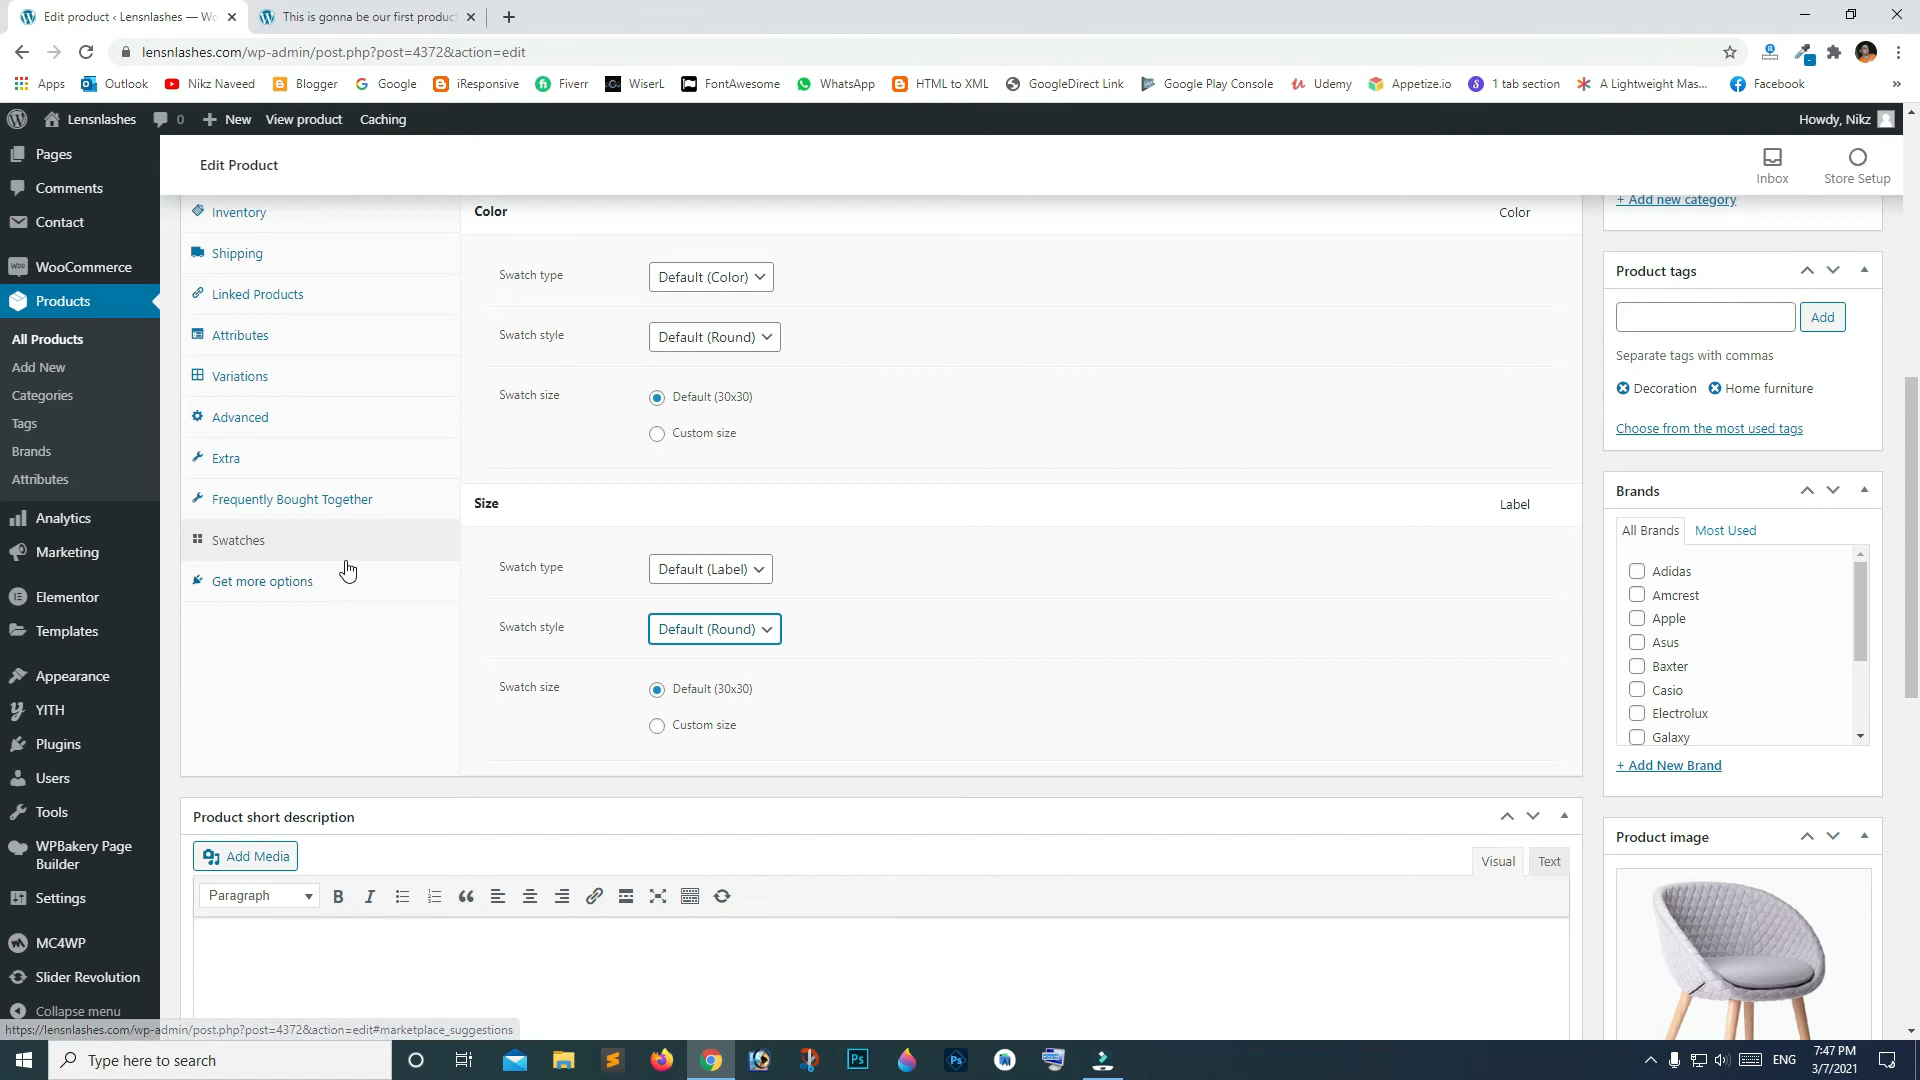 Edit product ‹ Lensnlashes — Wo
This is gonna be our first produc
lensnlashes.com/wp-admin/post.php?post=4372&action=edit
Apps
Outlook
Nikz Naveed
Blogger
Google
iResponsive
Fiverr
WiserL
FontAwesome
WhatsApp
HTML to XML
GoogleDirect Link
Google Play Console
Udemy
Appetize.io
1 tab section
A Lightweight Mas...
Facebook
Lensnlashes
0
New
View product
Caching
Howdy, Nikz
Pages
Comments
Contact
WooCommerce
Products
All Products
Add New
Categories
Tags
Brands
Attributes
Analytics
Marketing
Elementor
Templates
Appearance
YITH
Plugins
Users
Tools
WPBakery Page
Builder
Settings
MC4WP
Slider Revolution
Collapse menu
Edit Product
Inbox
Store Setup
Inventory
Shipping
Linked Products
Attributes
Variations
Advanced
Extra
Frequently Bought Together
Swatches
Get more options
Color
Color
Swatch type
Default (Color)
Swatch style
Default (Round)
Swatch size
Default (30x30)
Custom size
Size
Label
Swatch type
Default (Label)
Swatch style
Default (Round)
Swatch size
Default (30x30)
Custom size
Product short description
Add Media
Visual
Text
Paragraph
+ Add new category
Product tags
Add
Separate tags with commas
Decoration
Home furniture
Choose from the most used tags
Brands
All Brands
Most Used
Adidas
Amcrest
Apple
Asus
Baxter
Casio
Electrolux
Galaxy
+ Add New Brand
Product image
https://lensnlashes.com/wp-admin/post.php?post=4372&action=edit#marketplace_suggestions
Type here to search
ENG
7:47 PM
3/7/2021